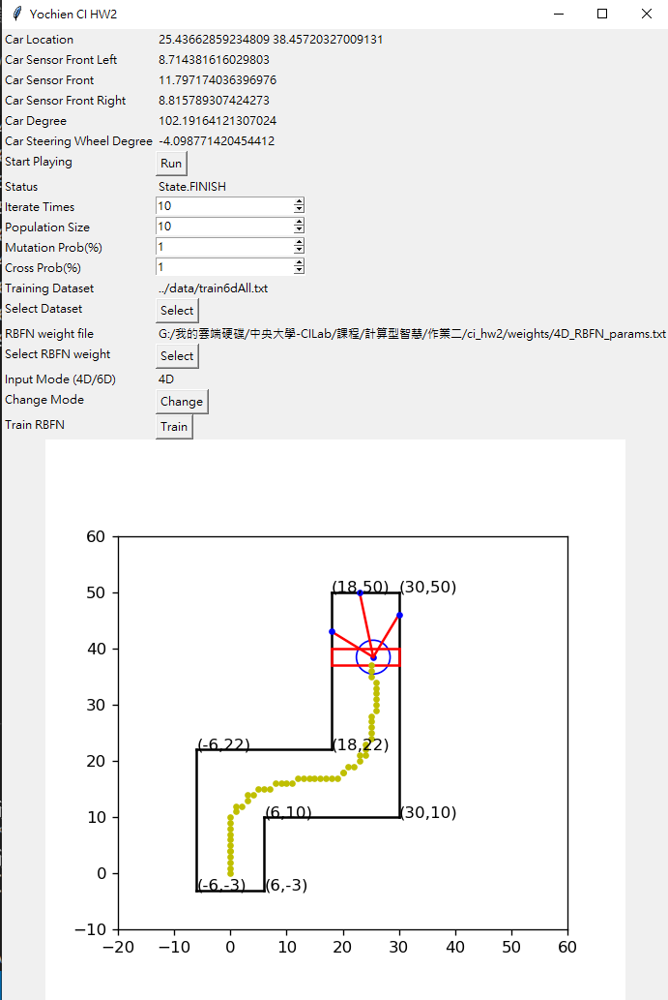 Yochien CI HW2
Car Location 25.43662859234809 38.45720327009131
Car Sensor Front Left 8.714381616029803
Car Sensor Front 11.797174036396976
Car Sensor Front Right 8.815789307424273
Car Degree 102.19164121307024
Car Steering Wheel Degree -4.098771420454412
Start Playing Run
Status State.FINISH
Iterate Times 10
Population Size 10
Mutation Prob(%) 1
Cross Prob(%) 1
Training Dataset ../data/train6dAll.txt
Select Dataset Select
RBFN weight file G:/我的雲端硬碟/中央大學-CILab/課程/計算型智慧/作業二/ci_hw2/weights/4D_RBFN_params.txt
Select RBFN weight Select
Input Mode (4D/6D) 4D
Change Mode Change
Train RBFN Train
60
50 (18,50) (30,50)
40
30
(-6,22) (18,22)
20
10 (6,10) (30,10)
0
(-6,-3) (6,-3)
−10
−20 −10 0 10 20 30 40 50 60